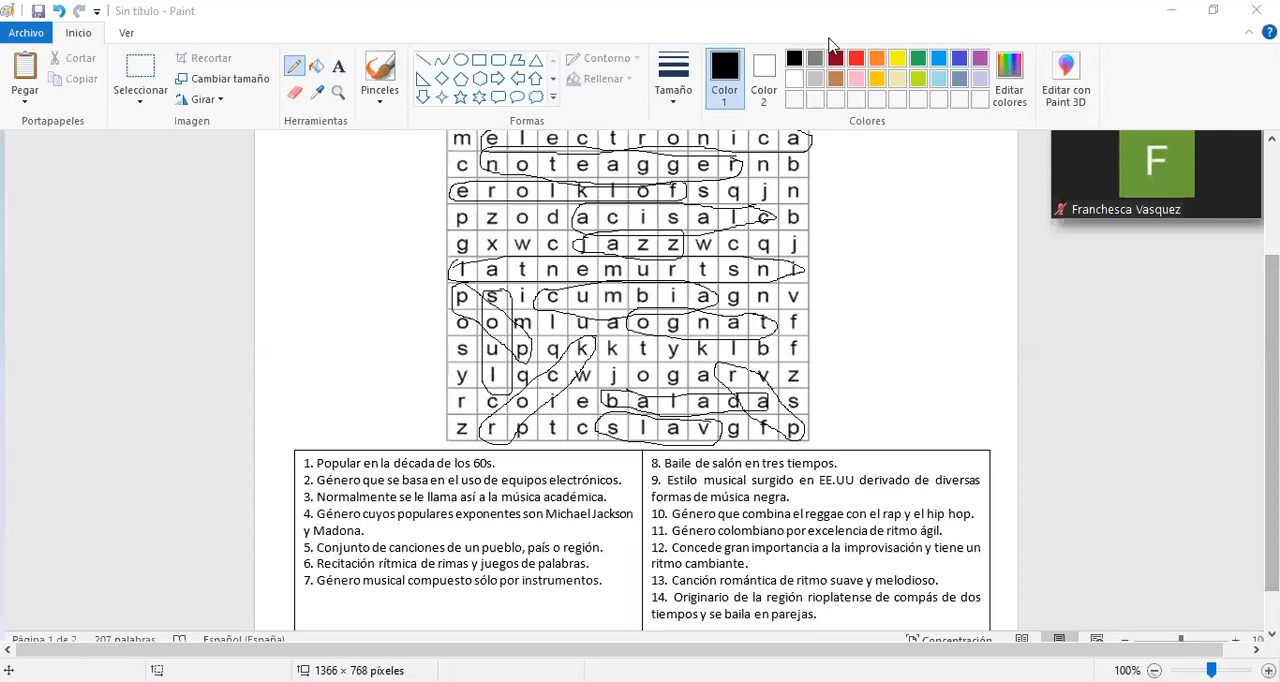 Sin título - Paint
Archivo Inicio Ver
Pegar
Cortar
Copiar
Portapapeles
Seleccionar
Recortar
Cambiar tamaño
Girar
Imagen
A
Herramientas
Pinceles
Contorno
Rellenar
Formas
Tamaño
Color 1
Color 2
Editar colores
Editar con Paint 3D
Colores
F
Franchesca Vasquez
m e l e c t r o n i c a
c n o t e a g g e r n b
e r o l k l o f s q j n
p z o d a c i s a l c b
g x w c j a z z w c q j
l a t n e m u r t s n i
p s i c u m b i a g n v
o o m l u a o g n a t f
s u p q k k t y k l b f
y l q c w j o g a r v z
r c o i e b a l a d a s
z r p t c s l a v g f p
1. Popular en la década de los 60s.
2. Género que se basa en el uso de equipos electrónicos.
3. Normalmente se le llama así a la música académica.
4. Género cuyos populares exponentes son Michael Jackson
y Madona.
5. Conjunto de canciones de un pueblo, país o región.
6. Recitación rítmica de rimas y juegos de palabras.
7. Género musical compuesto sólo por instrumentos.
8. Baile de salón en tres tiempos.
9. Estilo musical surgido en EE.UU derivado de diversas
formas de música negra.
10. Género que combina el reggae con el rap y el hip hop.
11. Género colombiano por excelencia de ritmo ágil.
12. Concede gran importancia a la improvisación y tiene un
ritmo cambiante.
13. Canción romántica de ritmo suave y melodioso.
14. Originario de la región rioplatense de compás de dos
tiempos y se baila en parejas.
Página 1 de 2 207 palabras Español (España) Concentración
1366 × 768 píxeles 100%